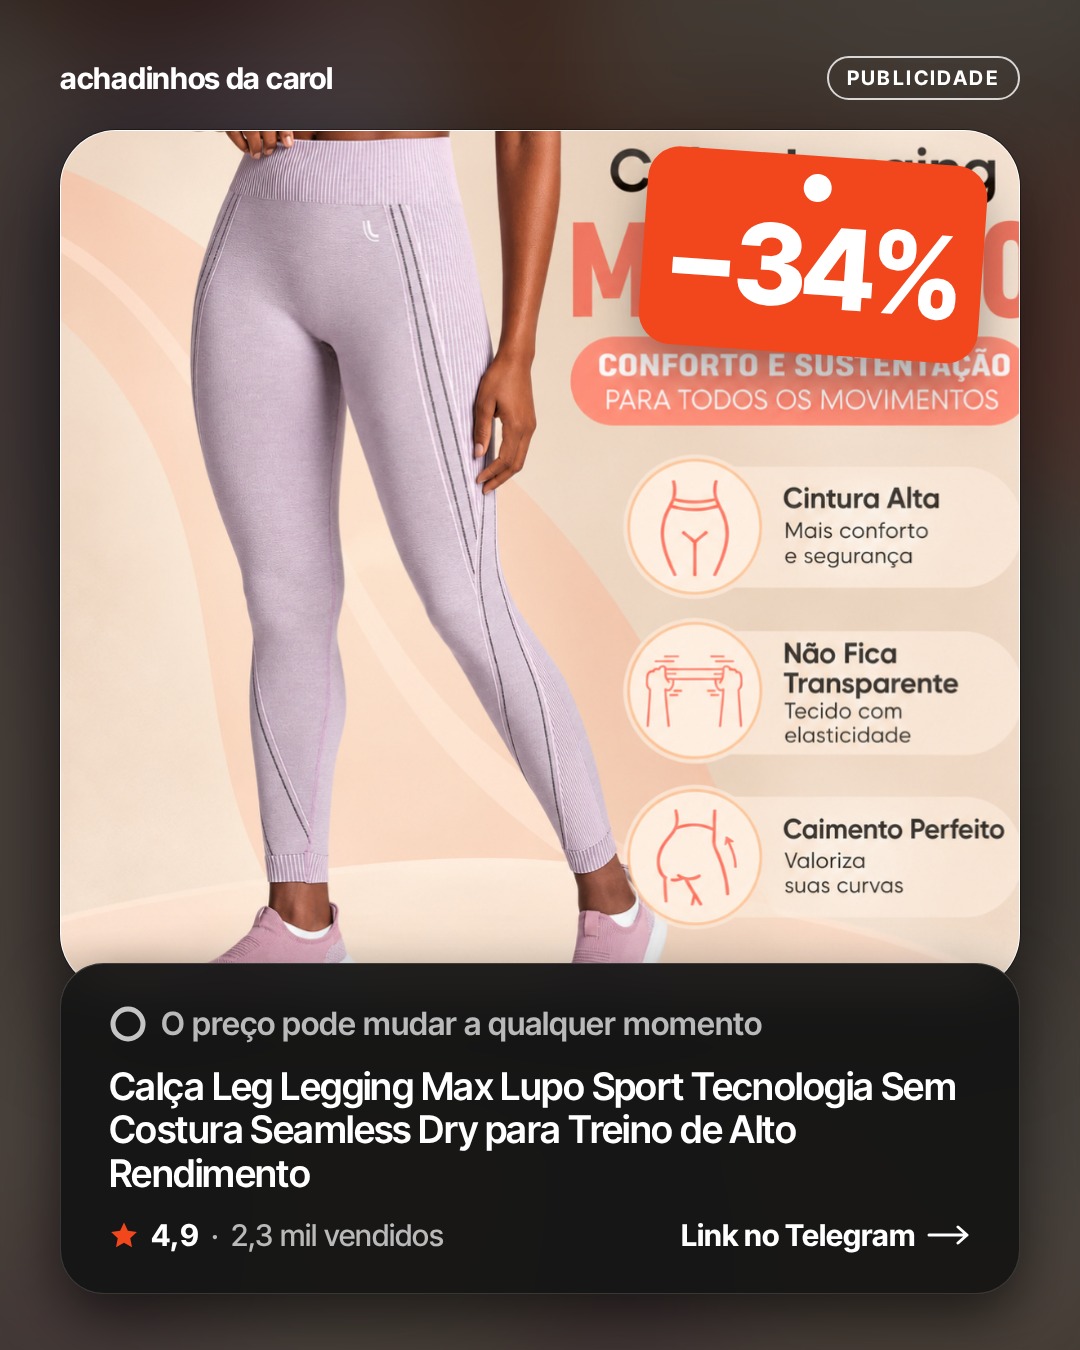 achadinhos da carol
PUBLICIDADE
-34%
CONFORTO E SUSTENTAÇÃO
PARA TODOS OS MOVIMENTOS
Cintura Alta
Mais conforto
e segurança
Não Fica
Transparente
Tecido com
elasticidade
Caimento Perfeito
Valoriza
suas curvas
O preço pode mudar a qualquer momento
Calça Leg Legging Max Lupo Sport Tecnologia Sem
Costura Seamless Dry para Treino de Alto
Rendimento
4,9 · 2,3 mil vendidos
Link no Telegram →